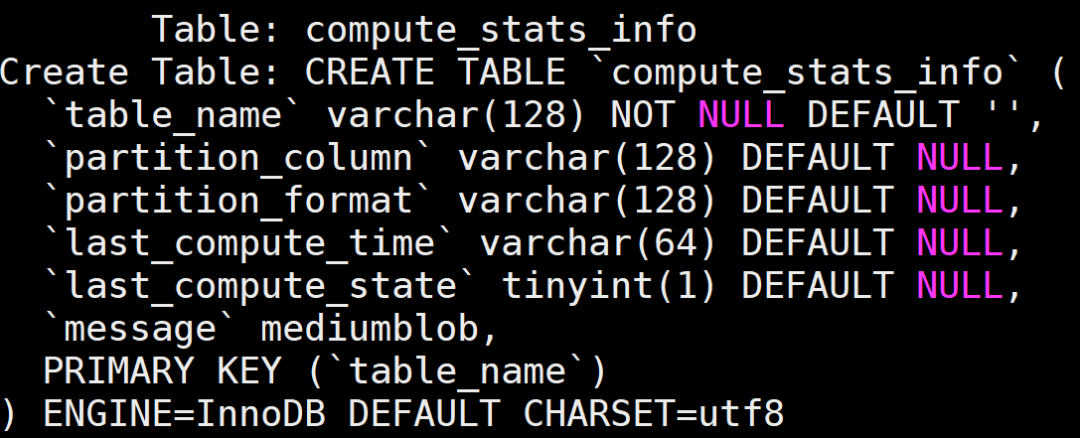 Table: compute_stats_info
Create Table: CREATE TABLE `compute_stats_info` (
`table_name` varchar(128) NOT NULL DEFAULT '',
`partition_column` varchar(128) DEFAULT NULL,
`partition_format` varchar(128) DEFAULT NULL,
`last_compute_time` varchar(64) DEFAULT NULL,
`last_compute_state` tinyint(1) DEFAULT NULL,
`message` mediumblob,
PRIMARY KEY (`table_name`)
) ENGINE=InnoDB DEFAULT CHARSET=utf8